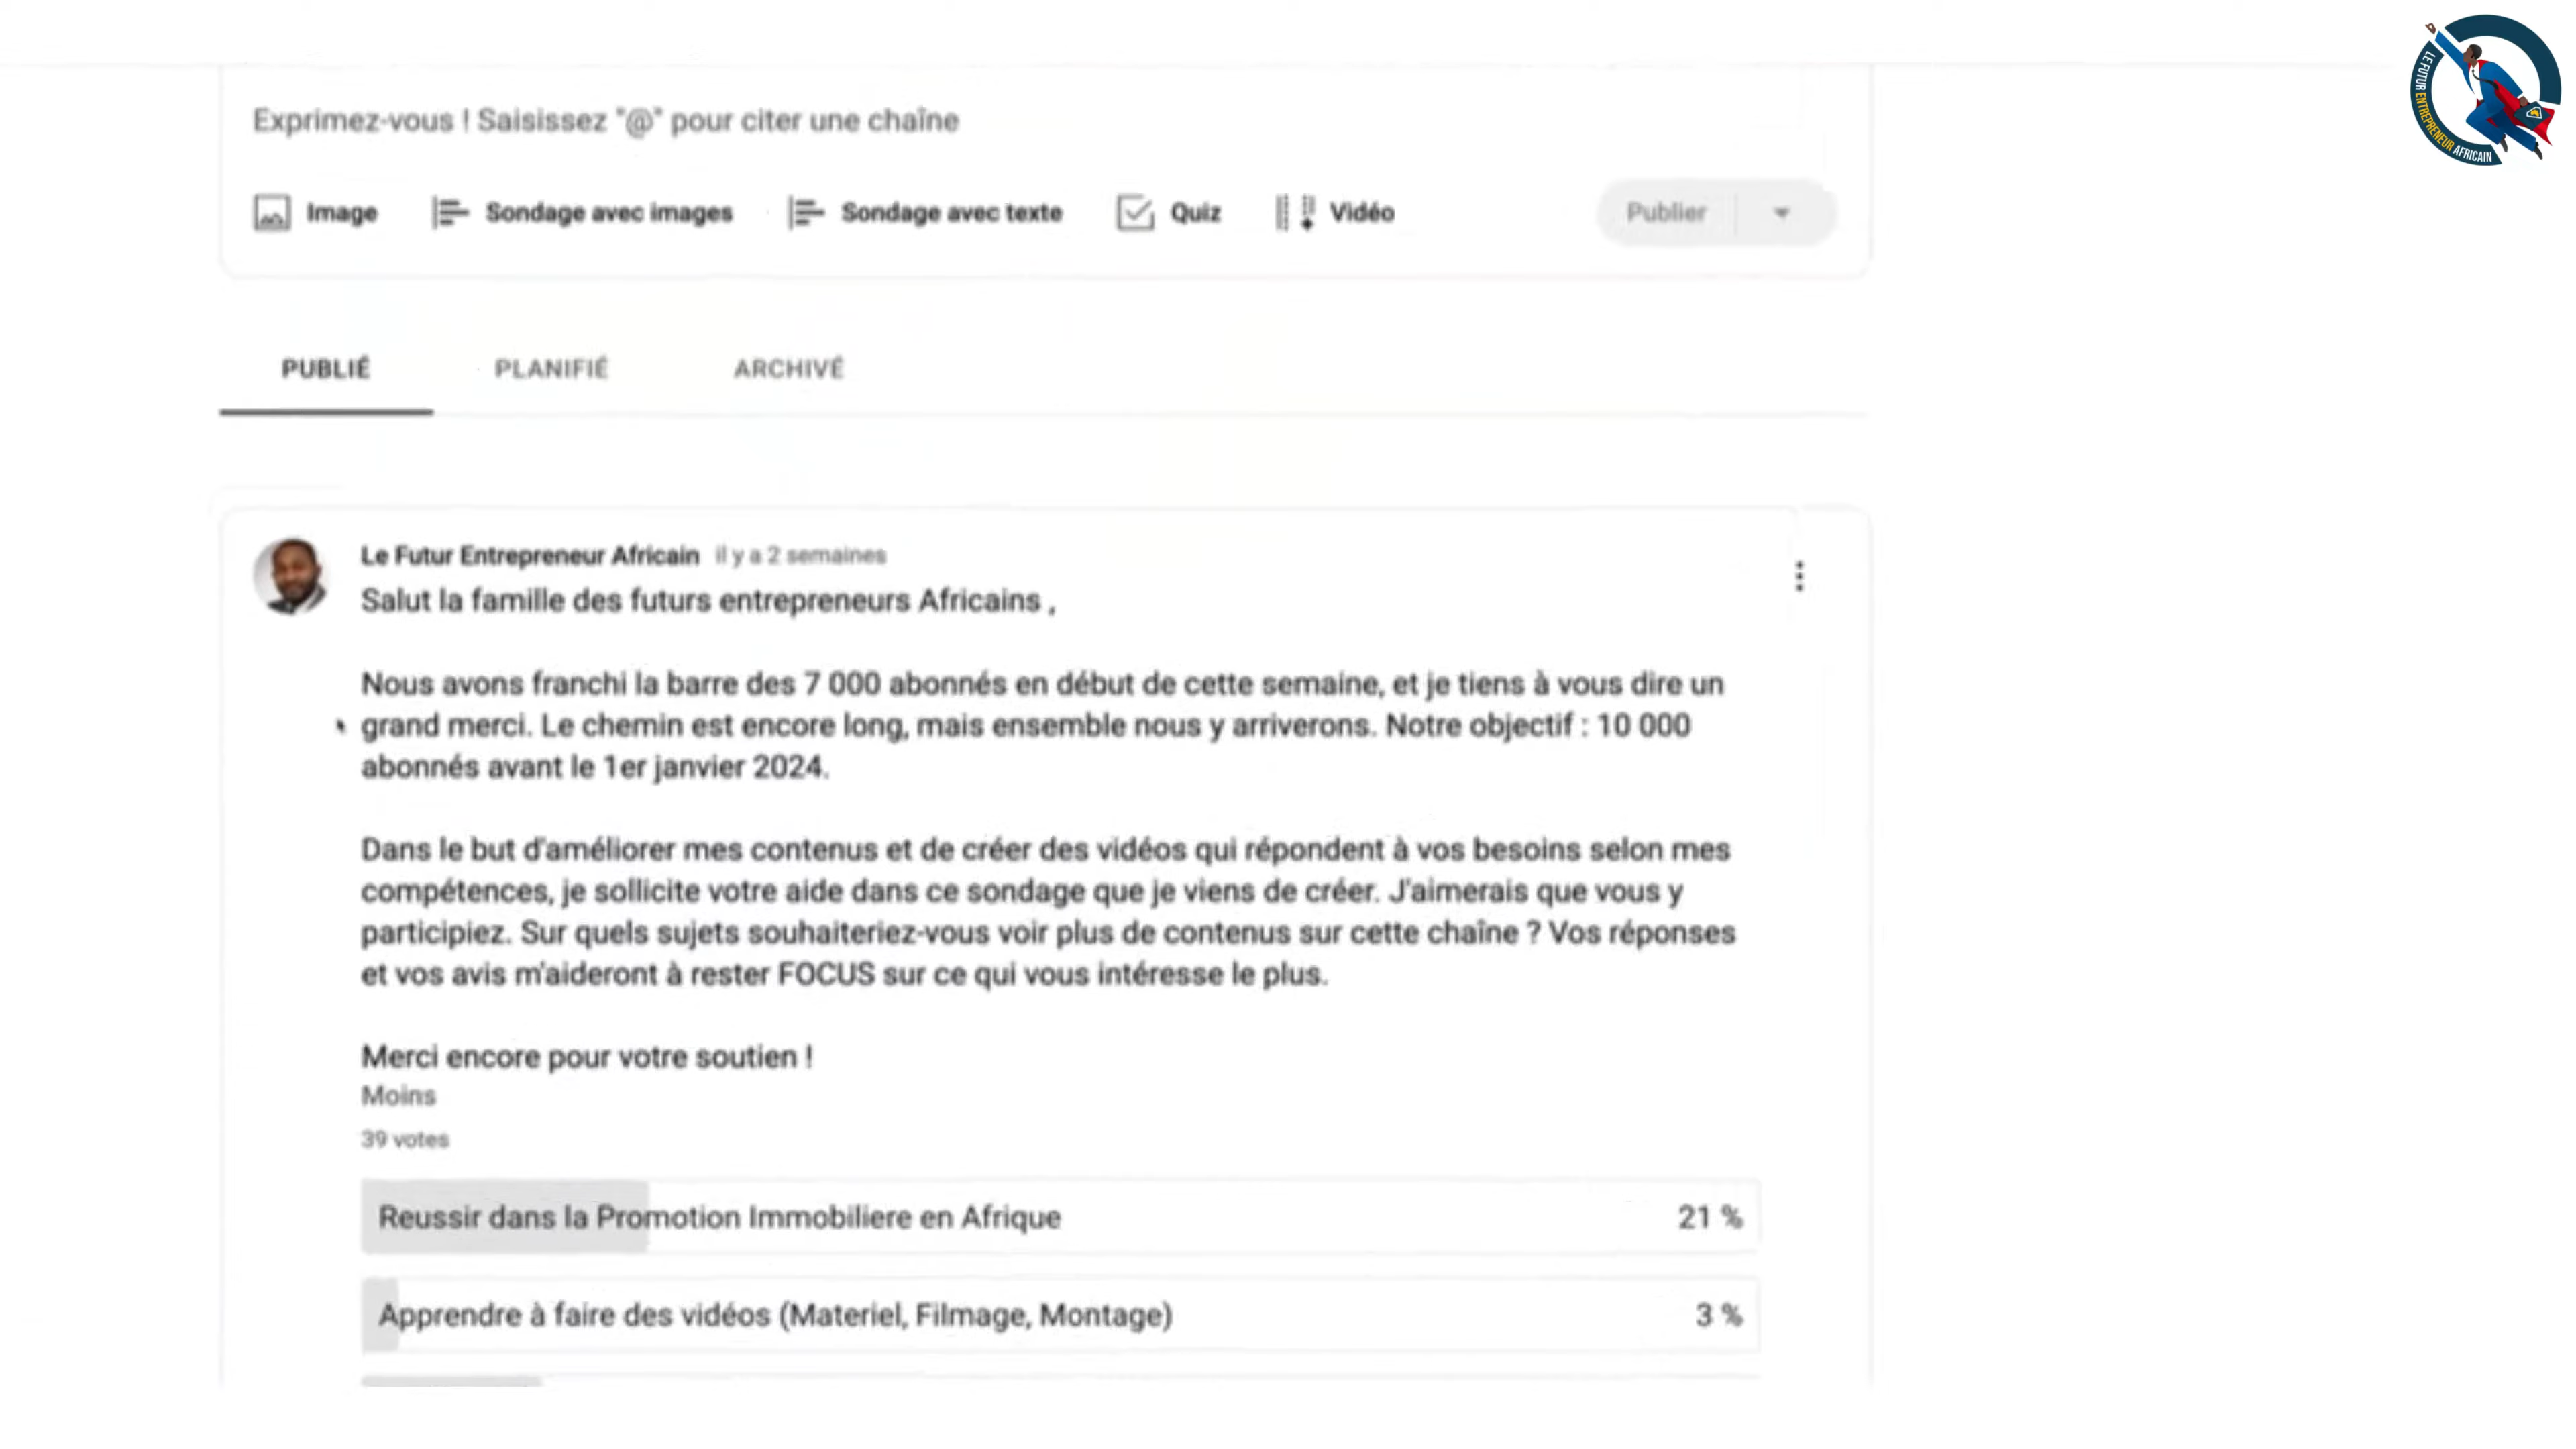 LE FUTUR ENTREPRENEUR AFRICAIN
Exprimez-vous ! Saisissez "@" pour citer une chaîne
Image Sondage avec images Sondage avec texte Quiz Vidéo Publier
PUBLIÉ PLANIFIÉ ARCHIVÉ
Le Futur Entrepreneur Africain il y a 2 semaines
Salut la famille des futurs entrepreneurs Africains ,
Nous avons franchi la barre des 7 000 abonnés en début de cette semaine, et je tiens à vous dire un
grand merci. Le chemin est encore long, mais ensemble nous y arriverons. Notre objectif : 10 000
abonnés avant le 1er janvier 2024.
Dans le but d'améliorer mes contenus et de créer des vidéos qui répondent à vos besoins selon mes
compétences, je sollicite votre aide dans ce sondage que je viens de créer. J'aimerais que vous y
participiez. Sur quels sujets souhaiteriez-vous voir plus de contenus sur cette chaîne ? Vos réponses
et vos avis m'aideront à rester FOCUS sur ce qui vous intéresse le plus.
Merci encore pour votre soutien !
Moins
39 votes
Reussir dans la Promotion Immobiliere en Afrique 21 %
Apprendre à faire des vidéos (Materiel, Filmage, Montage) 3 %